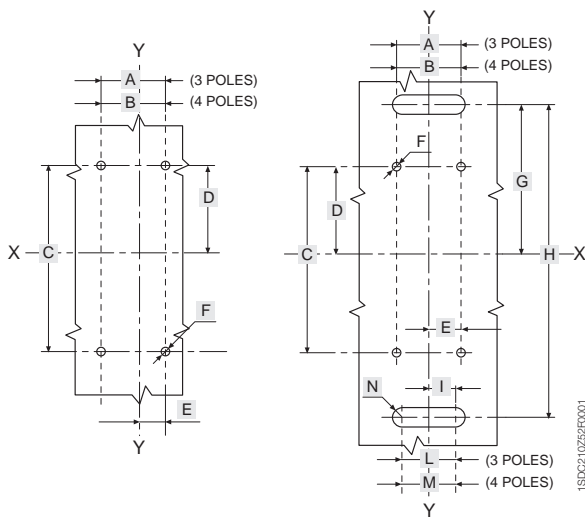 Y
A (3 POLES)
B (4 POLES)
D
X
C
F
E
Y
Y
A (3 POLES)
B (4 POLES)
F
G
D
C
H
X
E
N
I
L (3 POLES)
M (4 POLES)
Y
1SDC210Z52F0001